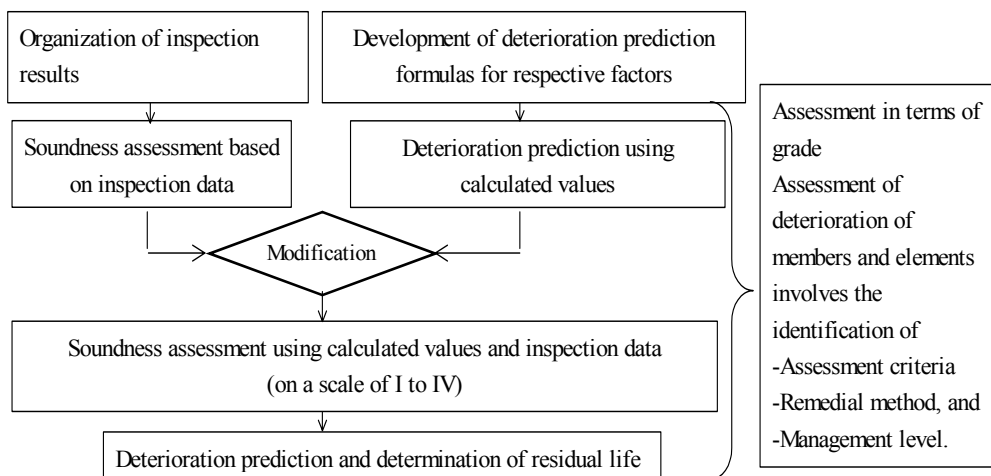 Organization of inspection
results
Development of deterioration prediction
formulas for respective factors
Soundness assessment based
on inspection data
Deterioration prediction using
calculated values
Modification
Soundness assessment using calculated values and inspection data
(on a scale of I to IV)
Deterioration prediction and determination of residual life
Assessment in terms of
grade
Assessment of
deterioration of
members and elements
involves the
identification of
-Assessment criteria
-Remedial method, and
-Management level.